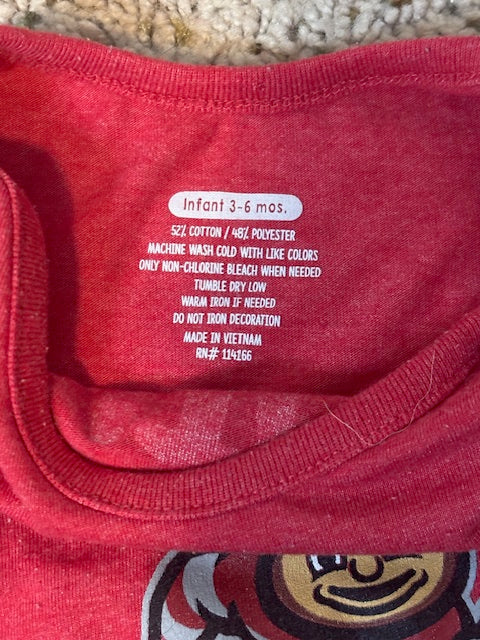 Infant 3-6 mos.
52% COTTON / 48% POLYESTER
MACHINE WASH COLD WITH LIKE COLORS
ONLY NON-CHLORINE BLEACH WHEN NEEDED
TUMBLE DRY LOW
WARM IRON IF NEEDED
DO NOT IRON DECORATION
MADE IN VIETNAM
RN# 114166